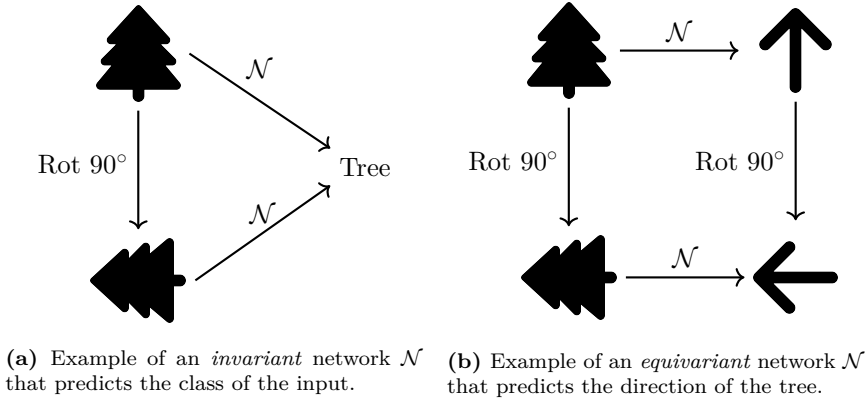 𝒩
𝒩
Rot 90°
Rot 90°
Rot 90°
Tree
𝒩
𝒩
(a) Example of an invariant network 𝒩
that predicts the class of the input.
(b) Example of an equivariant network 𝒩
that predicts the direction of the tree.